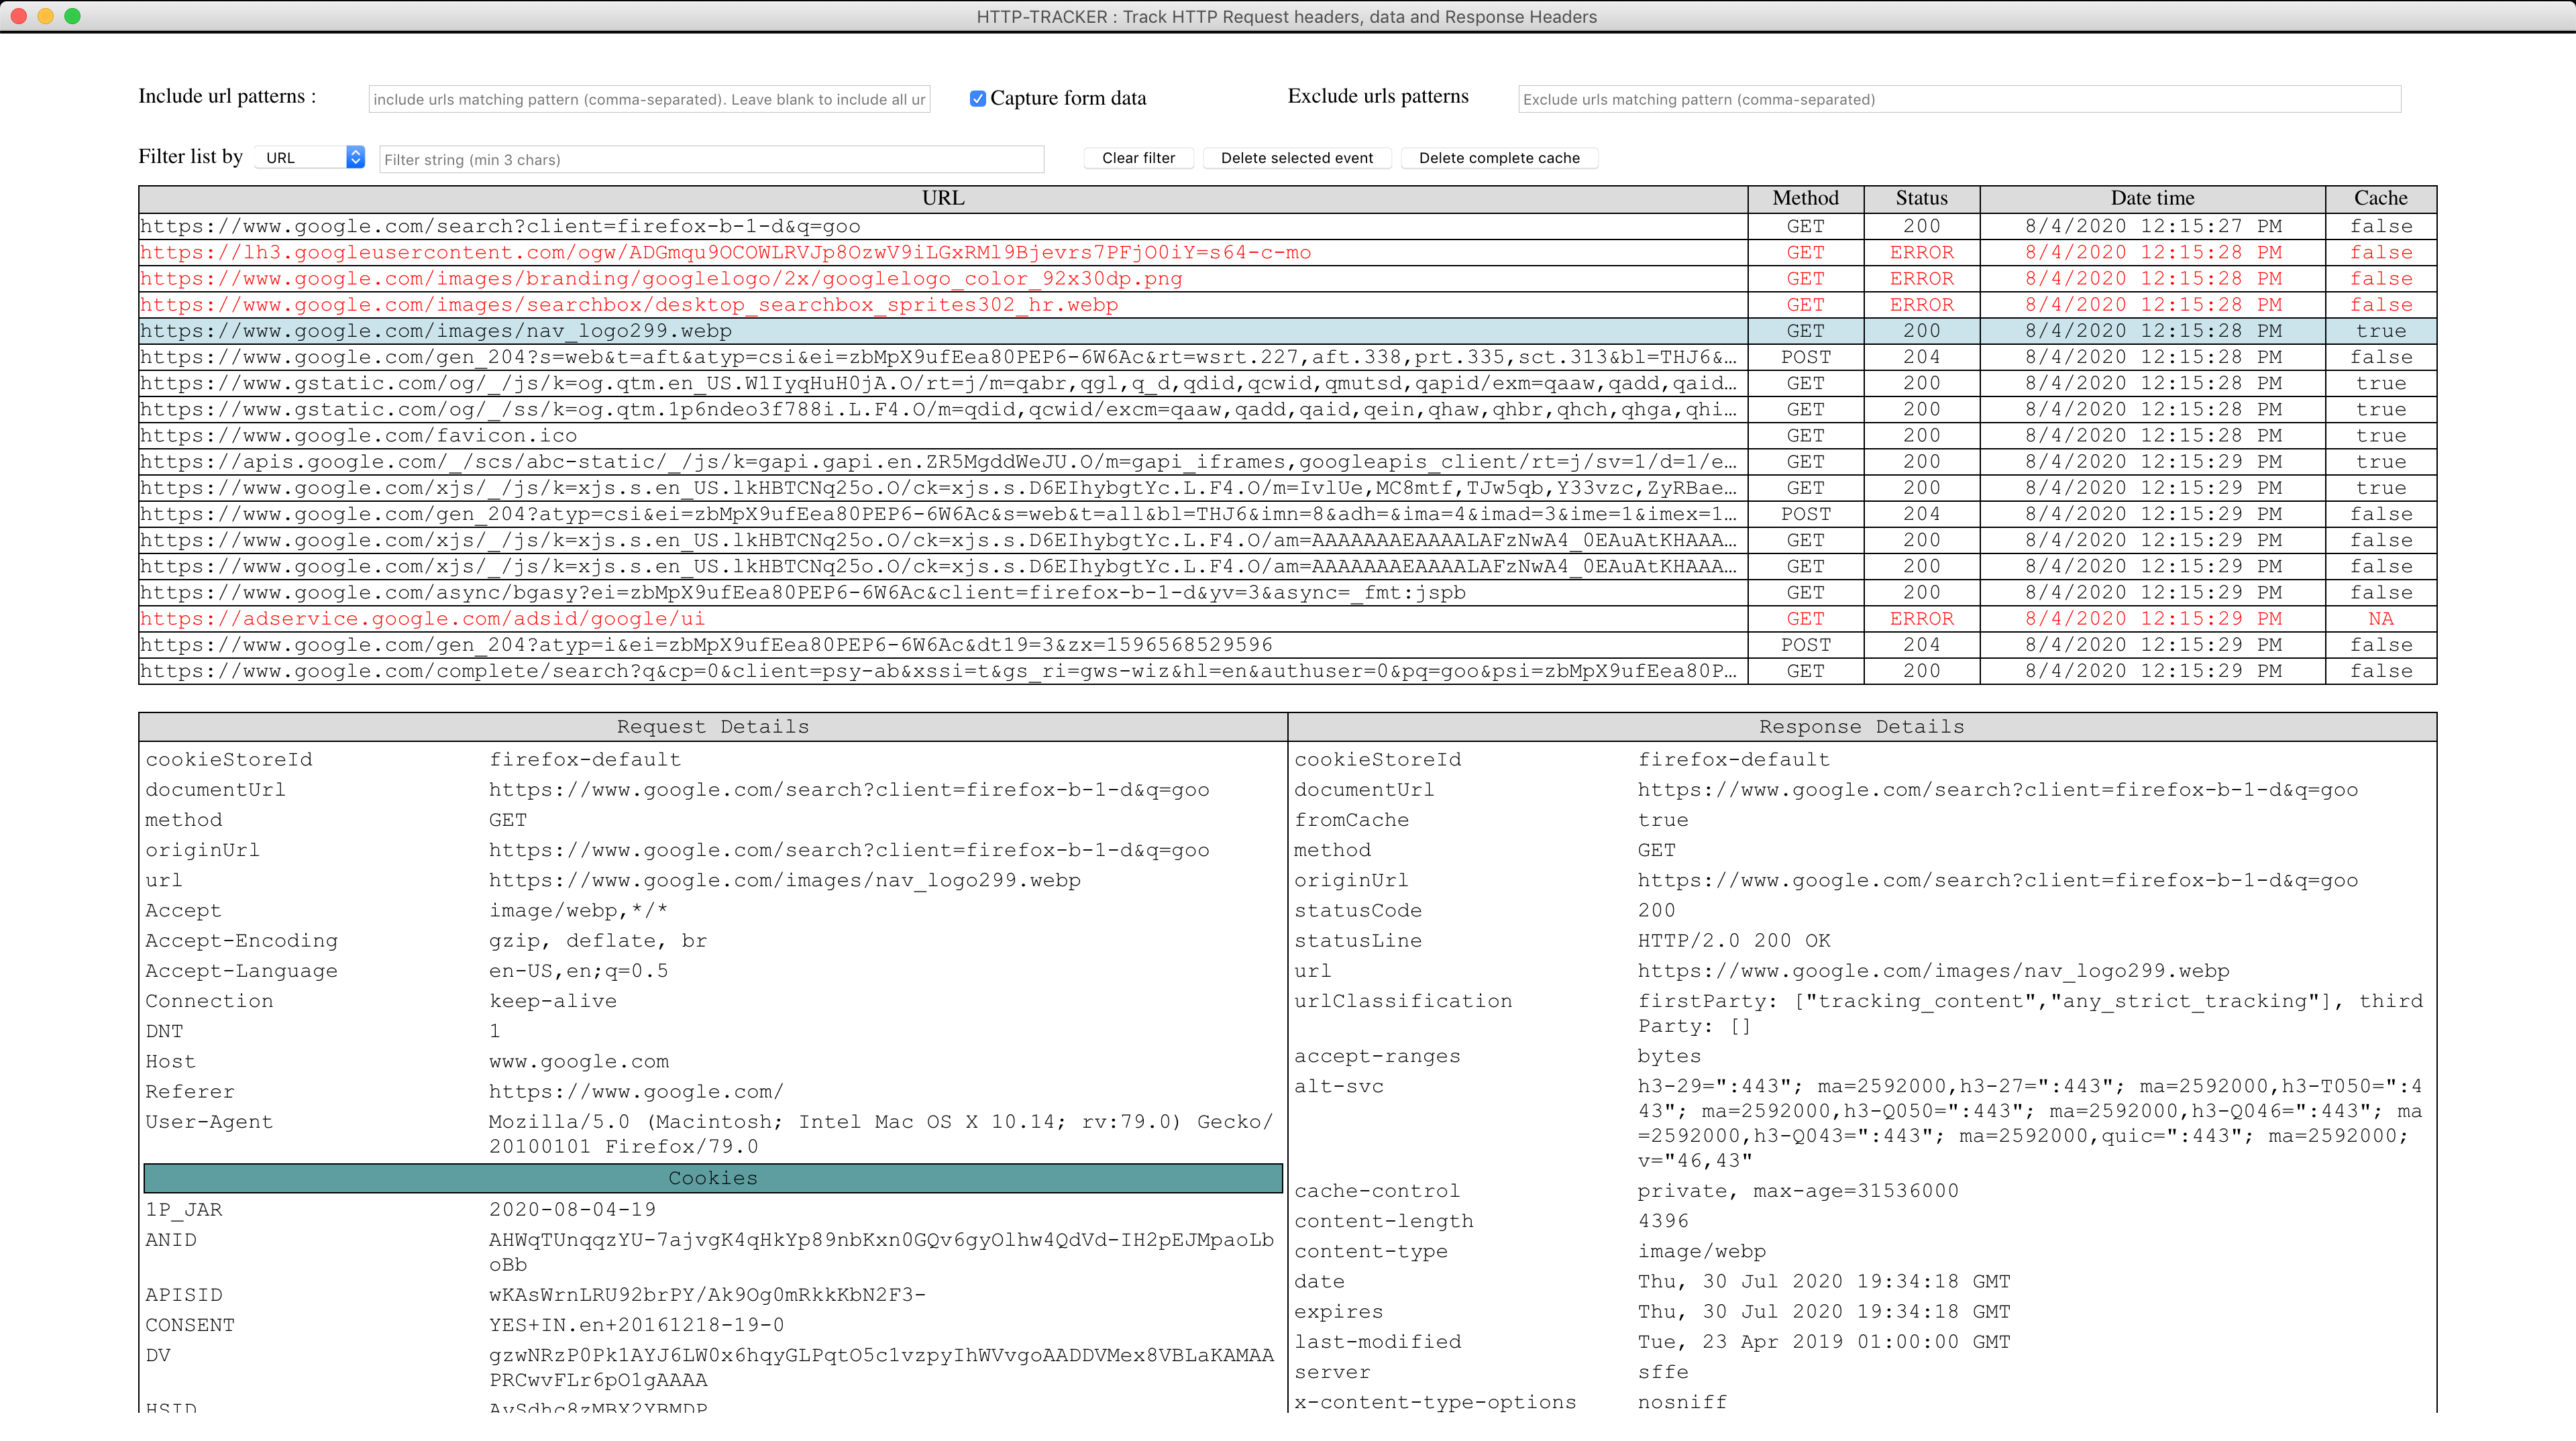 HTTP-TRACKER : Track HTTP Request headers, data and Response Headers
Include url patterns : include urls matching pattern (comma-separated). Leave blank to include all ur Capture form data Exclude urls patterns Exclude urls matching pattern (comma-separated)
Filter list by URL Filter string (min 3 chars) Clear filter Delete selected event Delete complete cache
URL Method Status Date time Cache
https://www.google.com/search?client=firefox-b-1-d&q=goo GET 200 8/4/2020 12:15:27 PM false
https://lh3.googleusercontent.com/ogw/ADGmqu9OCOWLRVJp8OzwV9iLGxRMl9Bjevrs7PFjO0iY=s64-c-mo GET ERROR 8/4/2020 12:15:28 PM false
https://www.google.com/images/branding/googlelogo/2x/googlelogo_color_92x30dp.png GET ERROR 8/4/2020 12:15:28 PM false
https://www.google.com/images/searchbox/desktop_searchbox_sprites302_hr.webp GET ERROR 8/4/2020 12:15:28 PM false
https://www.google.com/images/nav_logo299.webp GET 200 8/4/2020 12:15:28 PM true
https://www.google.com/gen_204?s=web&t=aft&atyp=csi&ei=zbMpX9ufEea80PEP6-6W6Ac&rt=wsrt.227,aft.338,prt.335,sct.313&bl=THJ6&… POST 204 8/4/2020 12:15:28 PM false
https://www.gstatic.com/og/_/js/k=og.qtm.en_US.W1IyqHuH0jA.O/rt=j/m=qabr,qgl,q_d,qdid,qcwid,qmutsd,qapid/exm=qaaw,qadd,qaid… GET 200 8/4/2020 12:15:28 PM true
https://www.gstatic.com/og/_/ss/k=og.qtm.1p6ndeo3f788i.L.F4.O/m=qdid,qcwid/excm=qaaw,qadd,qaid,qein,qhaw,qhbr,qhch,qhga,qhi… GET 200 8/4/2020 12:15:28 PM true
https://www.google.com/favicon.ico GET 200 8/4/2020 12:15:28 PM true
https://apis.google.com/_/scs/abc-static/_/js/k=gapi.gapi.en.ZR5MgddWeJU.O/m=gapi_iframes,googleapis_client/rt=j/sv=1/d=1/e… GET 200 8/4/2020 12:15:29 PM true
https://www.google.com/xjs/_/js/k=xjs.s.en_US.lkHBTCNq25o.O/ck=xjs.s.D6EIhybgtYc.L.F4.O/m=IvlUe,MC8mtf,TJw5qb,Y33vzc,ZyRBae… GET 200 8/4/2020 12:15:29 PM true
https://www.google.com/gen_204?atyp=csi&ei=zbMpX9ufEea80PEP6-6W6Ac&s=web&t=all&bl=THJ6&imn=8&adh=&ima=4&imad=3&ime=1&imex=1… POST 204 8/4/2020 12:15:29 PM false
https://www.google.com/xjs/_/js/k=xjs.s.en_US.lkHBTCNq25o.O/ck=xjs.s.D6EIhybgtYc.L.F4.O/am=AAAAAAAEAAAALAFzNwA4_0EAuAtKHAAA… GET 200 8/4/2020 12:15:29 PM false
https://www.google.com/xjs/_/js/k=xjs.s.en_US.lkHBTCNq25o.O/ck=xjs.s.D6EIhybgtYc.L.F4.O/am=AAAAAAAEAAAALAFzNwA4_0EAuAtKHAAA… GET 200 8/4/2020 12:15:29 PM false
https://www.google.com/async/bgasy?ei=zbMpX9ufEea80PEP6-6W6Ac&client=firefox-b-1-d&yv=3&async=_fmt:jspb GET 200 8/4/2020 12:15:29 PM false
https://adservice.google.com/adsid/google/ui GET ERROR 8/4/2020 12:15:29 PM NA
https://www.google.com/gen_204?atyp=i&ei=zbMpX9ufEea80PEP6-6W6Ac&dt19=3&zx=1596568529596 POST 204 8/4/2020 12:15:29 PM false
https://www.google.com/complete/search?q&cp=0&client=psy-ab&xssi=t&gs_ri=gws-wiz&hl=en&authuser=0&pq=goo&psi=zbMpX9ufEea80P… GET 200 8/4/2020 12:15:29 PM false
Request Details
cookieStoreId firefox-default
documentUrl https://www.google.com/search?client=firefox-b-1-d&q=goo
method GET
originUrl https://www.google.com/search?client=firefox-b-1-d&q=goo
url https://www.google.com/images/nav_logo299.webp
Accept image/webp,*/*
Accept-Encoding gzip, deflate, br
Accept-Language en-US,en;q=0.5
Connection keep-alive
DNT 1
Host www.google.com
Referer https://www.google.com/
User-Agent Mozilla/5.0 (Macintosh; Intel Mac OS X 10.14; rv:79.0) Gecko/
20100101 Firefox/79.0
Cookies
1P_JAR 2020-08-04-19
ANID AHWqTUnqqzYU-7ajvgK4qHkYp89nbKxn0GQv6gyOlhw4QdVd-IH2pEJMpaoLb
oBb
APISID wKAsWrnLRU92brPY/Ak9Og0mRkkKbN2F3-
CONSENT YES+IN.en+20161218-19-0
DV gzwNRzP0Pk1AYJ6LW0x6hqyGLPqtO5c1vzpyIhWVvgoAADDVMex8VBLaKAMAA
PRCwvFLr6pO1gAAAA
HSID AvSdhc8zMBX2YBMDP
Response Details
cookieStoreId firefox-default
documentUrl https://www.google.com/search?client=firefox-b-1-d&q=goo
fromCache true
method GET
originUrl https://www.google.com/search?client=firefox-b-1-d&q=goo
statusCode 200
statusLine HTTP/2.0 200 OK
url https://www.google.com/images/nav_logo299.webp
urlClassification firstParty: ["tracking_content","any_strict_tracking"], third
Party: []
accept-ranges bytes
alt-svc h3-29=":443"; ma=2592000,h3-27=":443"; ma=2592000,h3-T050=":4
43"; ma=2592000,h3-Q050=":443"; ma=2592000,h3-Q046=":443"; ma
=2592000,h3-Q043=":443"; ma=2592000,quic=":443"; ma=2592000;
v="46,43"
cache-control private, max-age=31536000
content-length 4396
content-type image/webp
date Thu, 30 Jul 2020 19:34:18 GMT
expires Thu, 30 Jul 2020 19:34:18 GMT
last-modified Tue, 23 Apr 2019 01:00:00 GMT
server sffe
x-content-type-options nosniff